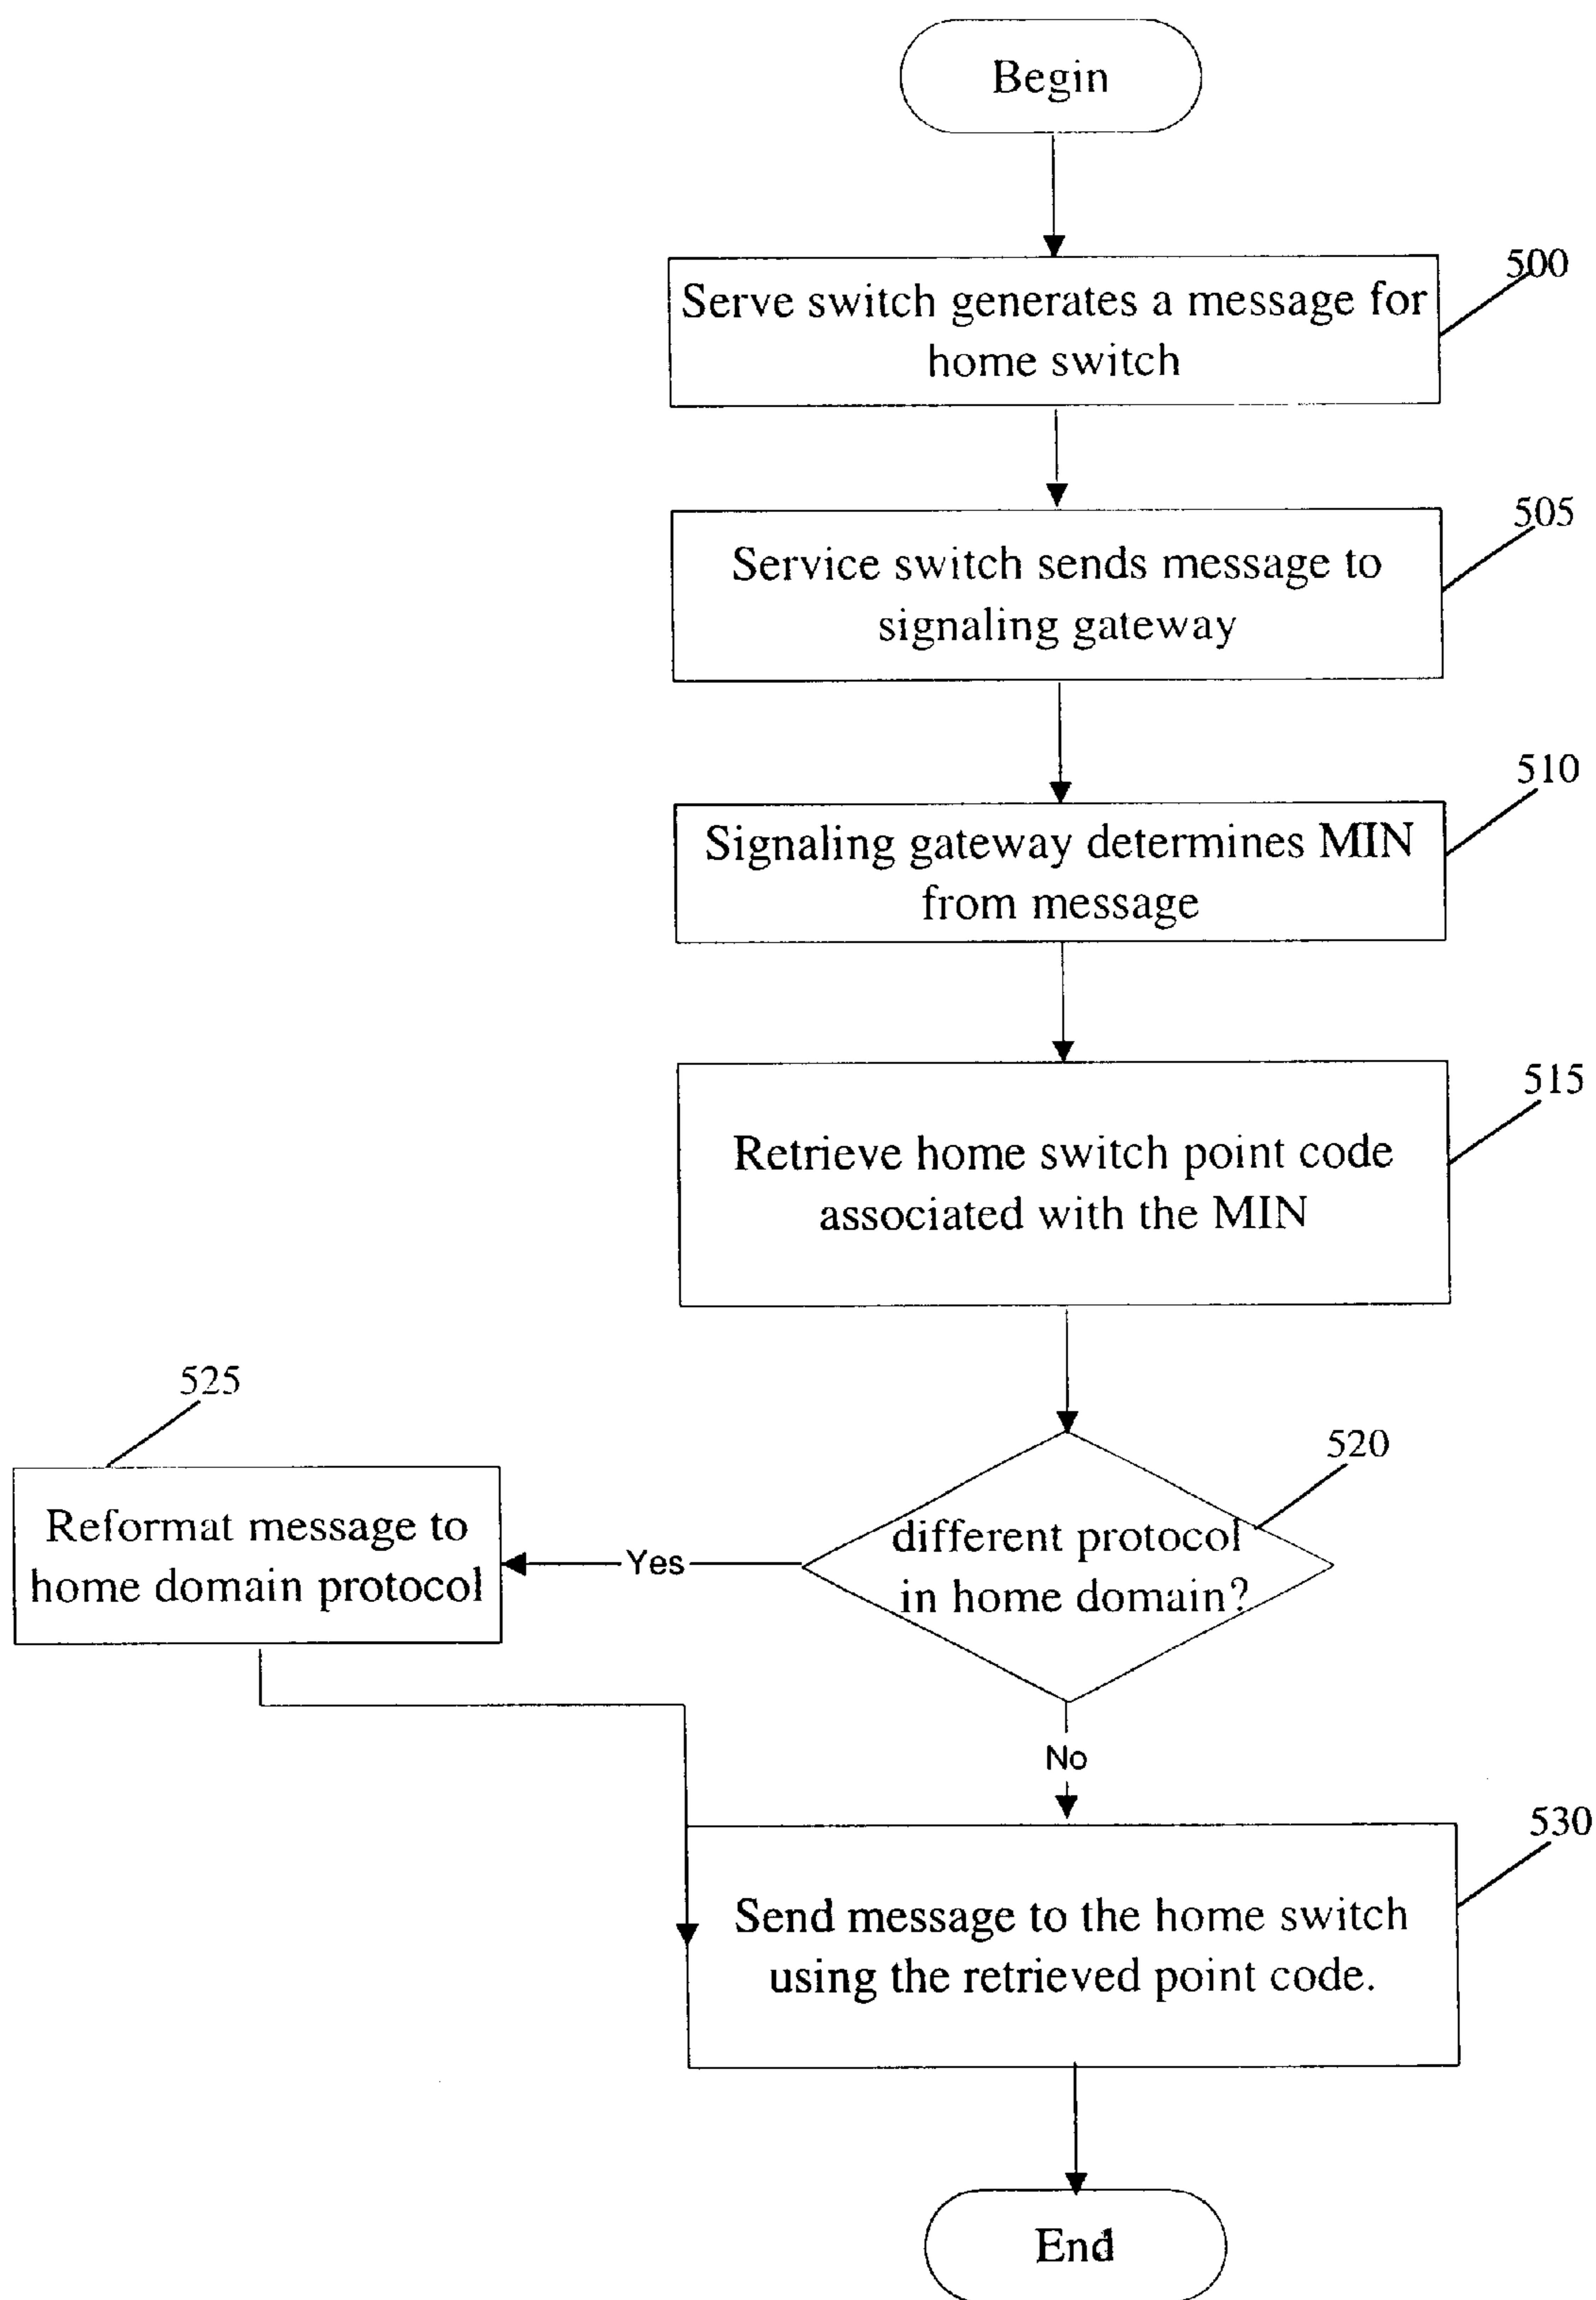 Begin
500
Serve switch generates a message for
home switch
505
Service switch sends message to
signaling gateway
510
Signaling gateway determines MIN
from message
515
Retrieve home switch point code
associated with the MIN
520
different protocol
in home domain?
Yes
525
Reformat message to
home domain protocol
No
530
Send message to the home switch
using the retrieved point code.
End